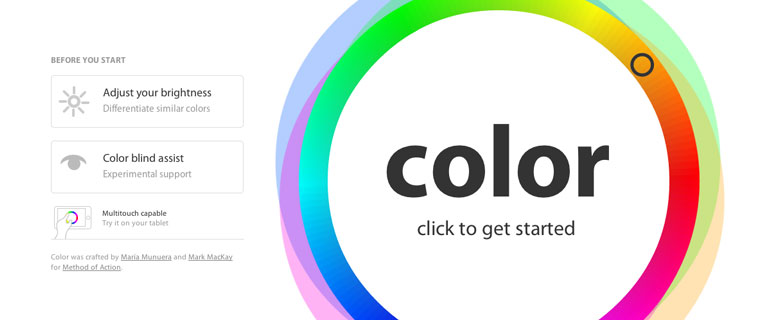 BEFORE YOU START
Adjust your brightness
Differentiate similar colors
Color blind assist
Experimental support
Multitouch capable
Try it on your tablet
Color was crafted by Maria Munuera and Mark MacKay
for Method of Action.
color
click to get started